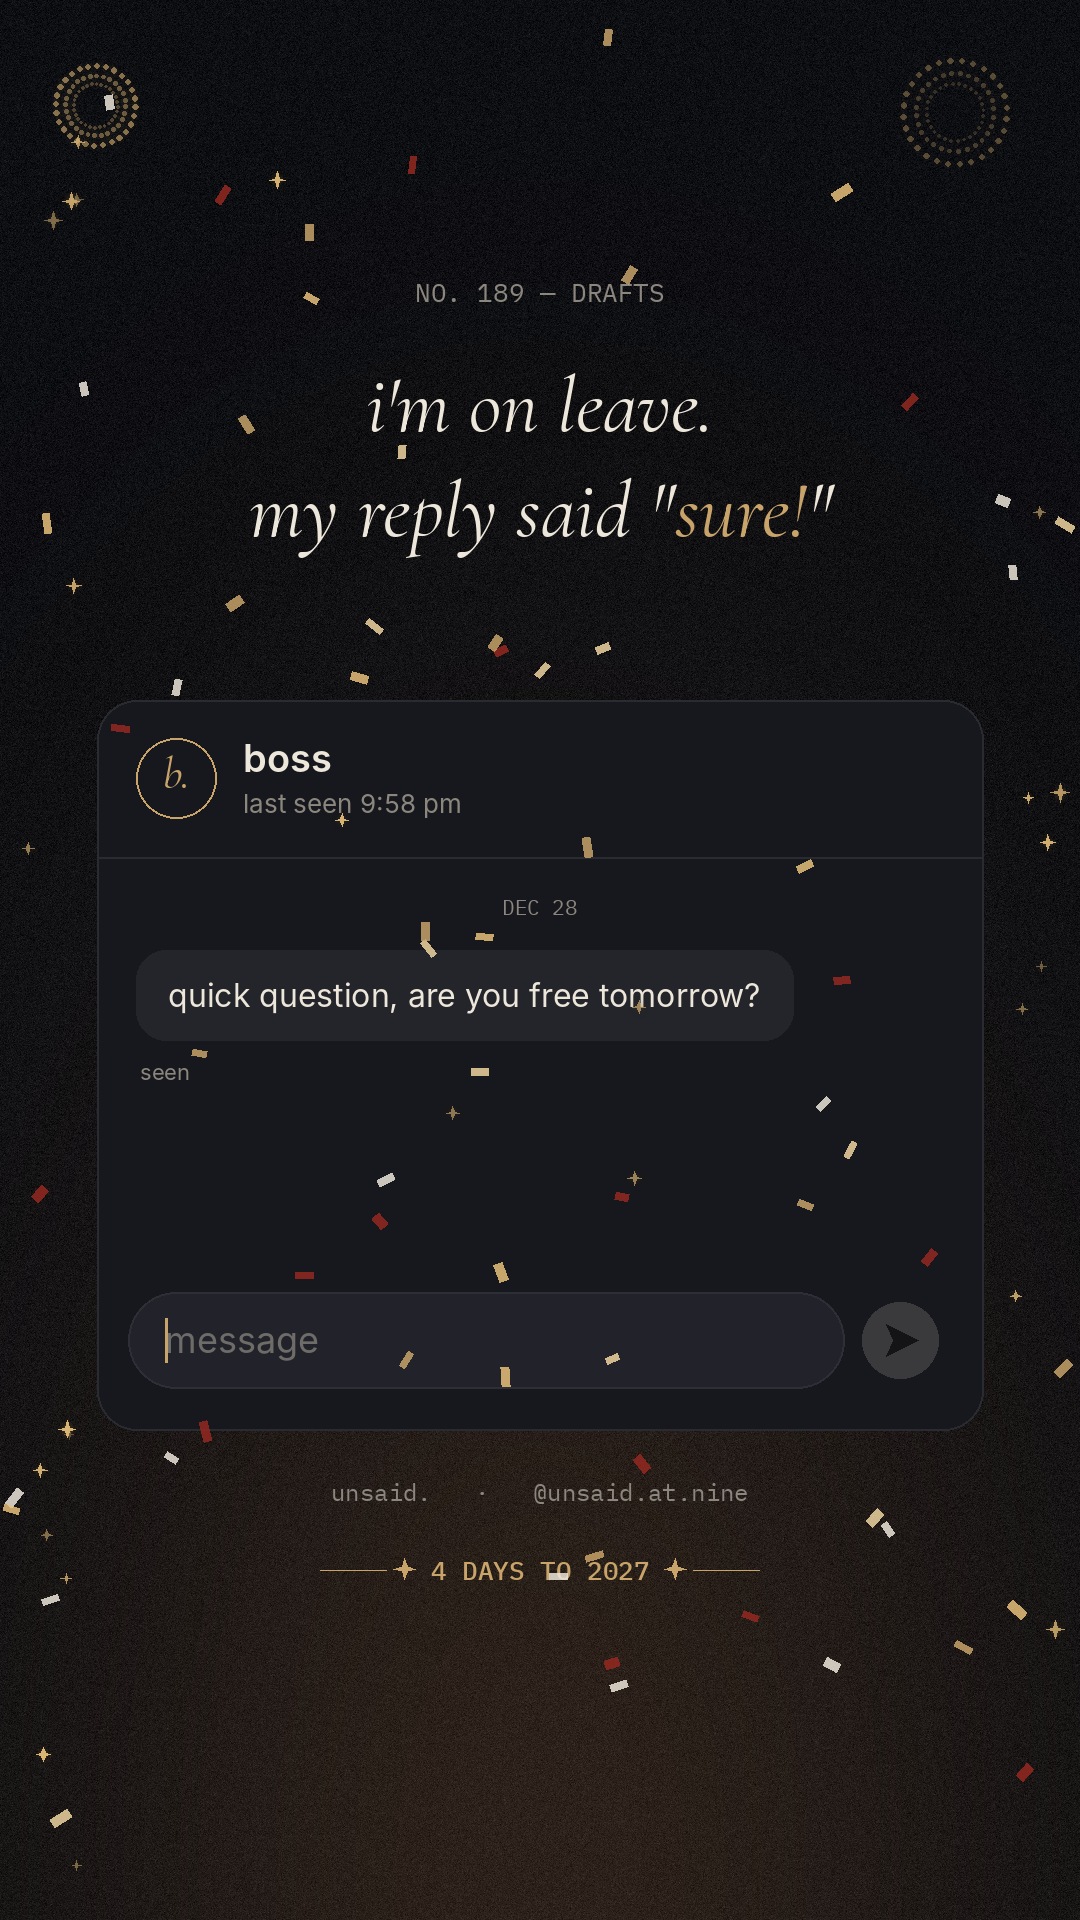 NO. 189 — DRAFTS
i'm on leave.
my reply said "sure!"
b.
boss
last seen 9:58 pm
DEC 28
quick question, are you free tomorrow?
seen
message
unsaid. · @unsaid.at.nine
4 DAYS TO 2027